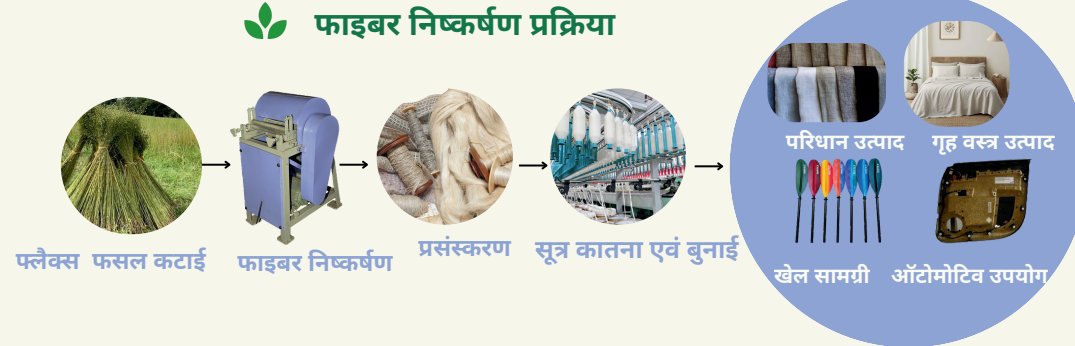 फाइबर निष्कर्षण प्रक्रिया
फ्लैक्स फसल कटाई
फाइबर निष्कर्षण
प्रसंस्करण
सूत्र कातना एवं बुनाई
परिधान उत्पाद
गृह वस्त्र उत्पाद
खेल सामग्री
ऑटोमोटिव उपयोग